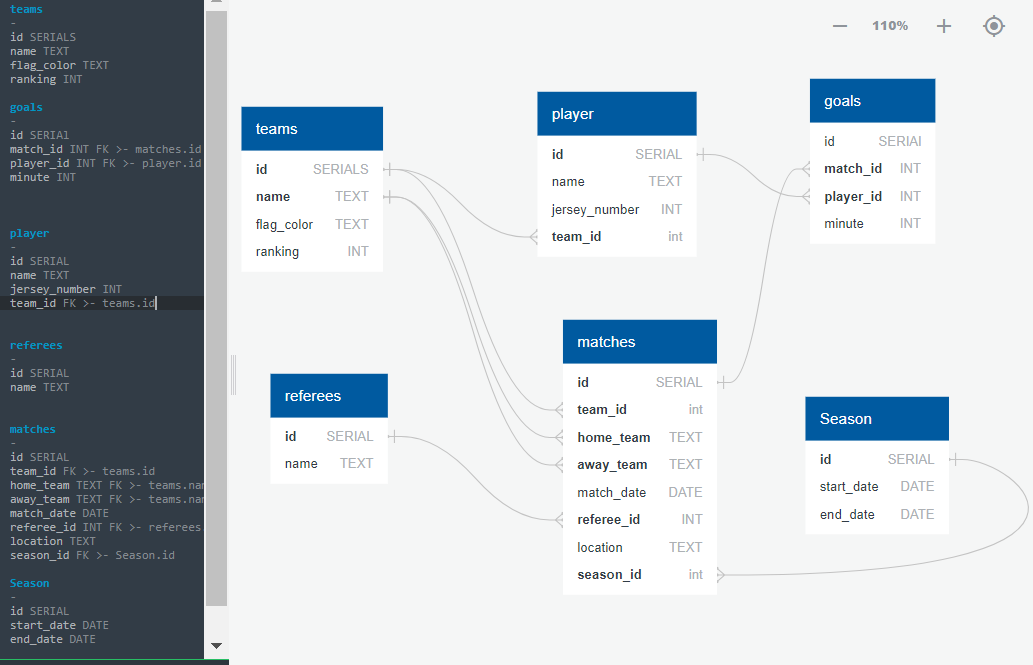 teams
-
id SERIALS
name TEXT
flag_color TEXT
ranking INT
goals
-
id SERIAl
match_id INT FK >- matches.id
player_id INT FK >- player.id
minute INT
player
-
id SERIAL
name TEXT
jersey_number INT
team_id FK >- teams.id
referees
-
id SERIAL
name TEXT
matches
-
id SERIAL
team_id FK >- teams.id
home_team TEXT FK >- teams.nam
away_team TEXT FK >- teams.nam
match_date DATE
referee_id INT FK >- referees
location TEXT
season_id FK >- Season.id
Season
-
id SERIAL
start_date DATE
end_date DATE
110%
teams
id SERIALS
name TEXT
flag_color TEXT
ranking INT
player
id SERIAL
name TEXT
jersey_number INT
team_id int
goals
id SERIAl
match_id INT
player_id INT
minute INT
referees
id SERIAL
name TEXT
matches
id SERIAL
team_id int
home_team TEXT
away_team TEXT
match_date DATE
referee_id INT
location TEXT
season_id int
Season
id SERIAL
start_date DATE
end_date DATE